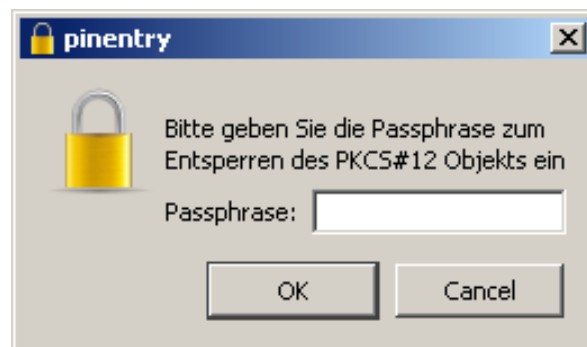 pinentry
Bitte geben Sie die Passphrase zum
Entsperren des PKCS#12 Objekts ein
Passphrase:
OK Cancel